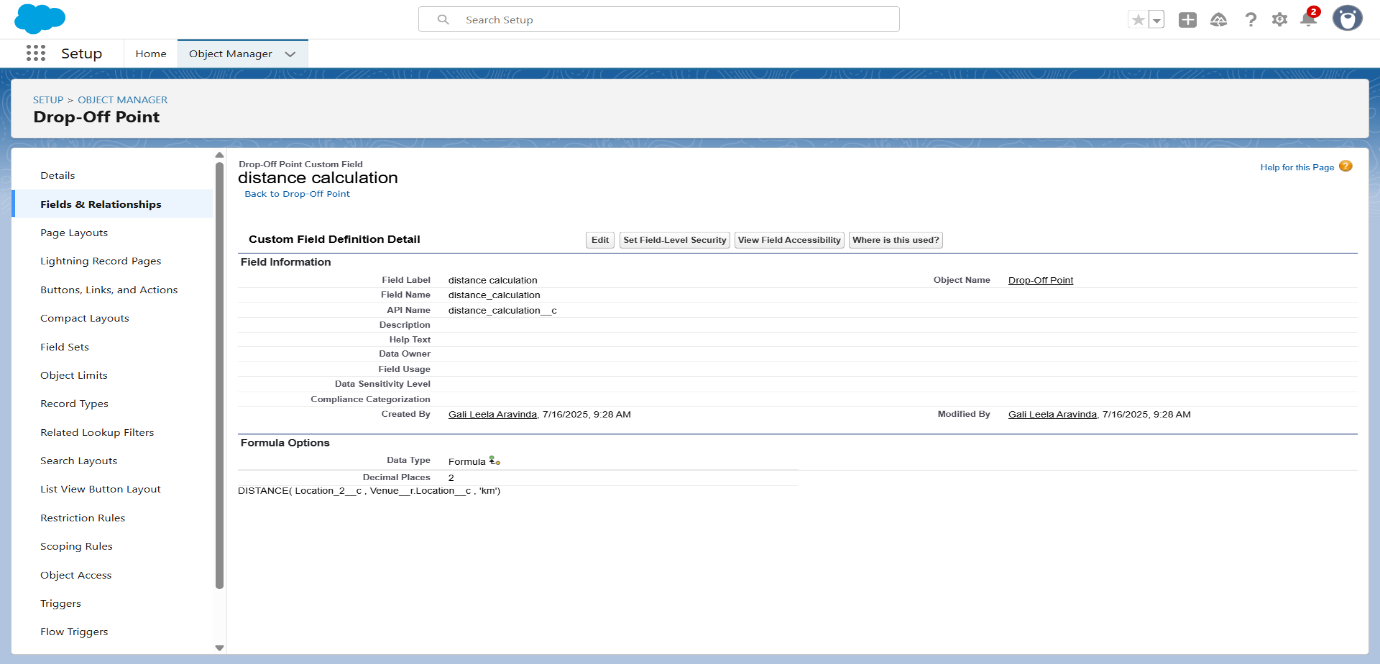 Search Setup
2
Setup
Home
Object Manager
SETUP > OBJECT MANAGER
Drop-Off Point
Details
Fields & Relationships
Page Layouts
Lightning Record Pages
Buttons, Links, and Actions
Compact Layouts
Field Sets
Object Limits
Record Types
Related Lookup Filters
Search Layouts
List View Button Layout
Restriction Rules
Scoping Rules
Object Access
Triggers
Flow Triggers
Drop-Off Point Custom Field
distance calculation
Back to Drop-Off Point
Help for this Page ?
Custom Field Definition Detail
Edit Set Field-Level Security View Field Accessibility Where is this used?
Field Information
Field Label distance calculation Object Name Drop-Off Point
Field Name distance_calculation
API Name distance_calculation__c
Description
Help Text
Data Owner
Field Usage
Data Sensitivity Level
Compliance Categorization
Created By Gali Leela Aravinda, 7/16/2025, 9:28 AM Modified By Gali Leela Aravinda, 7/16/2025, 9:28 AM
Formula Options
Data Type Formula
Decimal Places 2
DISTANCE( Location_2__c , Venue__r.Location__c , 'km')